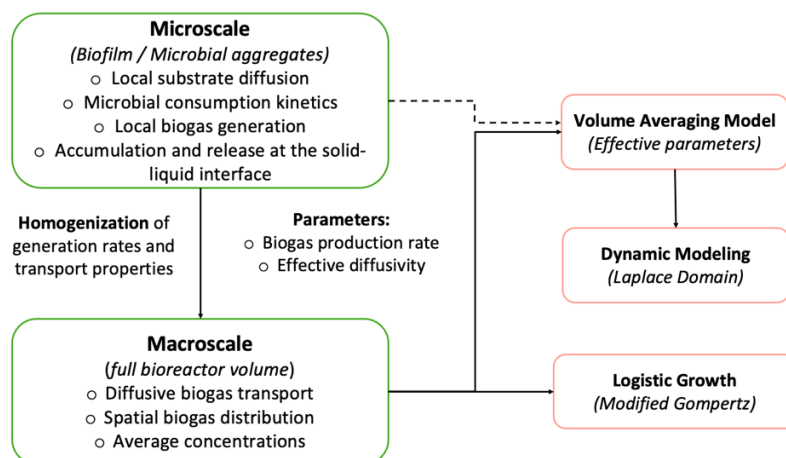 Microscale
(Biofilm / Microbial aggregates)
○ Local substrate diffusion
○ Microbial consumption kinetics
○ Local biogas generation
○ Accumulation and release at the solid-
liquid interface
Homogenization of
generation rates and
transport properties
Parameters:
○ Biogas production rate
○ Effective diffusivity
Macroscale
(full bioreactor volume)
○ Diffusive biogas transport
○ Spatial biogas distribution
○ Average concentrations
Volume Averaging Model
(Effective parameters)
Dynamic Modeling
(Laplace Domain)
Logistic Growth
(Modified Gompertz)